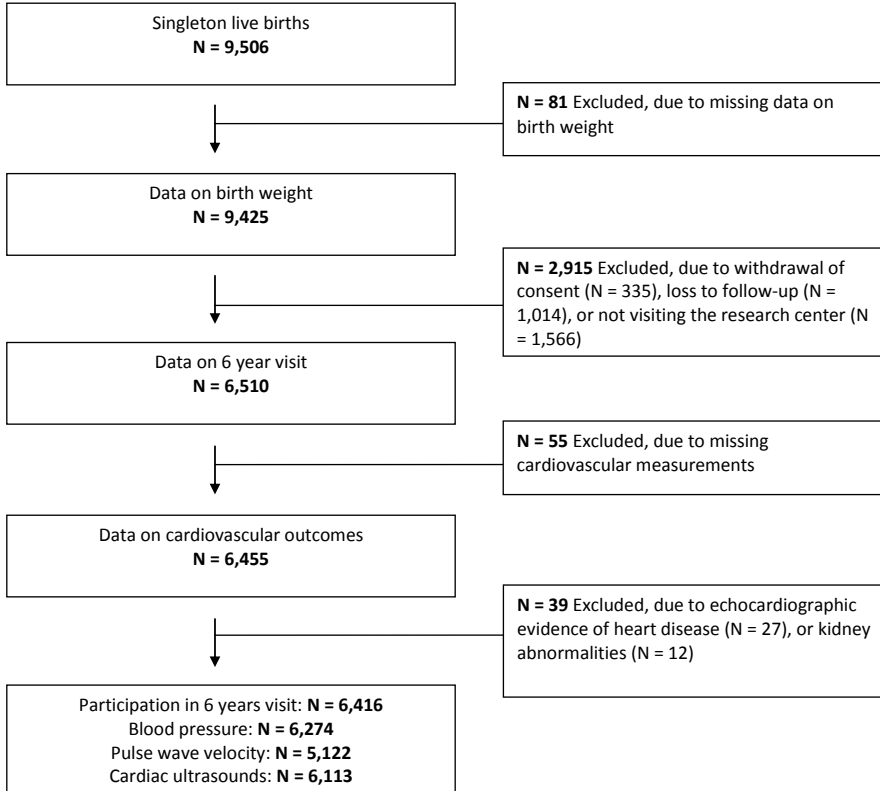 Singleton live births
N = 9,506
N = 81 Excluded, due to missing data on
birth weight
Data on birth weight
N = 9,425
N = 2,915 Excluded, due to withdrawal of
consent (N = 335), loss to follow-up (N =
1,014), or not visiting the research center (N
= 1,566)
Data on 6 year visit
N = 6,510
N = 55 Excluded, due to missing
cardiovascular measurements
Data on cardiovascular outcomes
N = 6,455
N = 39 Excluded, due to echocardiographic
evidence of heart disease (N = 27), or kidney
abnormalities (N = 12)
Participation in 6 years visit: N = 6,416
Blood pressure: N = 6,274
Pulse wave velocity: N = 5,122
Cardiac ultrasounds: N = 6,113